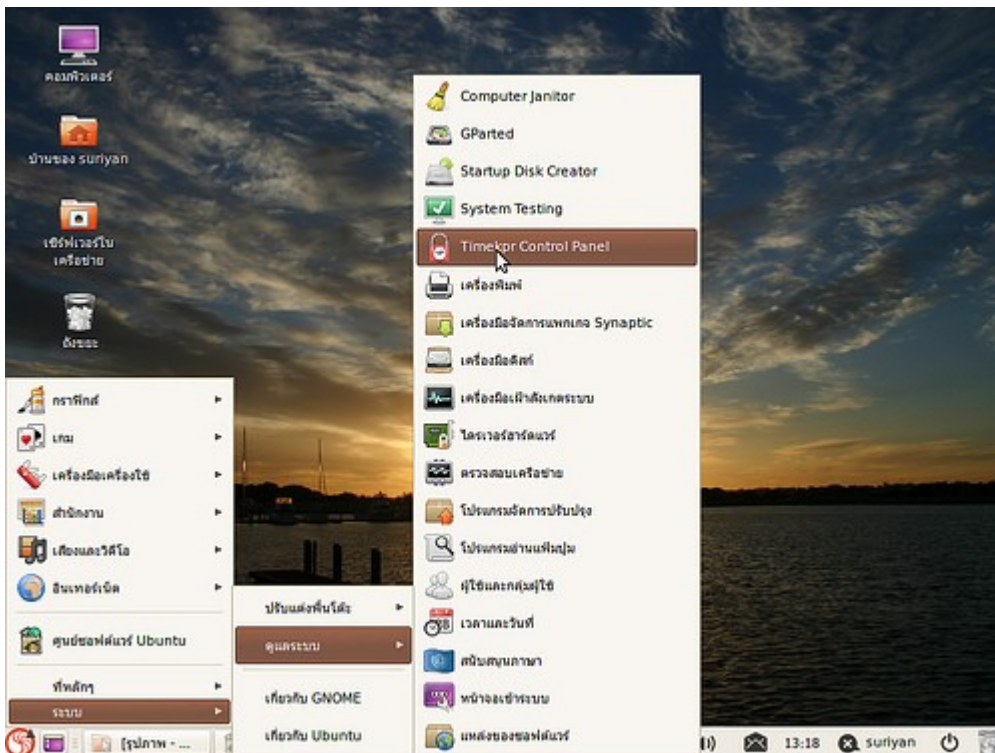 คอมพิวเตอร์
บ้านของ suriyan
เซิร์ฟเวอร์ใน
เครือข่าย
ถังขยะ
กราฟิกส์
เกม
เครื่องมือเครื่องใช้
สำนักงาน
เสียงและวิดีโอ
อินเทอร์เน็ต
ศูนย์ซอฟต์แวร์ Ubuntu
ที่หลักๆ
ระบบ
ปรับแต่งพื้นโต๊ะ
ดูแลระบบ
เกี่ยวกับ GNOME
เกี่ยวกับ Ubuntu
Computer Janitor
GParted
Startup Disk Creator
System Testing
Timekpr Control Panel
เครื่องพิมพ์
เครื่องมือจัดการแพกเกจ Synaptic
เครื่องมือดิสก์
เครื่องมือเฝ้าสังเกตระบบ
ไดรเวอร์ฮาร์ดแวร์
ตรวจสอบเครือข่าย
โปรแกรมจัดการปรับปรุง
โปรแกรมอ่านแฟ้มปูม
ผู้ใช้และกลุ่มผู้ใช้
เวลาและวันที่
สนับสนุนภาษา
หน้าจอเข้าระบบ
แหล่งของซอฟต์แวร์
[รูปภาพ - ...
13:18
suriyan